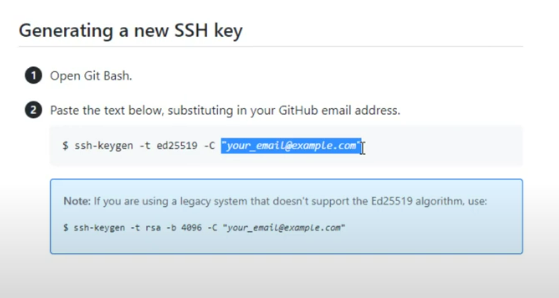 Generating a new SSH key
1 Open Git Bash.
2 Paste the text below, substituting in your GitHub email address.
$ ssh-keygen -t ed25519 -C "your_email@example.com"
Note: If you are using a legacy system that doesn't support the Ed25519 algorithm, use:
$ ssh-keygen -t rsa -b 4096 -C "your_email@example.com"